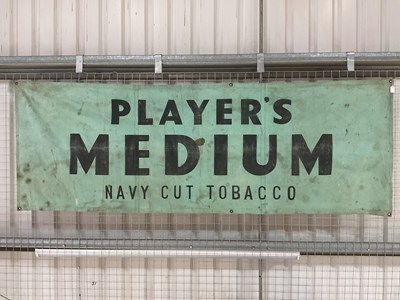 PLAYER'S
MEDIUM
NAVY CUT TOBACCO